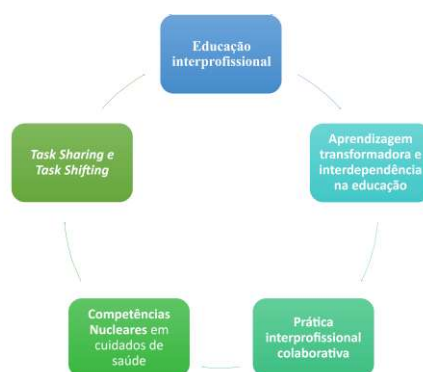 Educação
interprofissional
Aprendizagem
transformadora e
interdependência
na educação
Prática
interprofissional
colaborativa
Competências
Nucleares em
cuidados de
saúde
Task Sharing e
Task Shifting